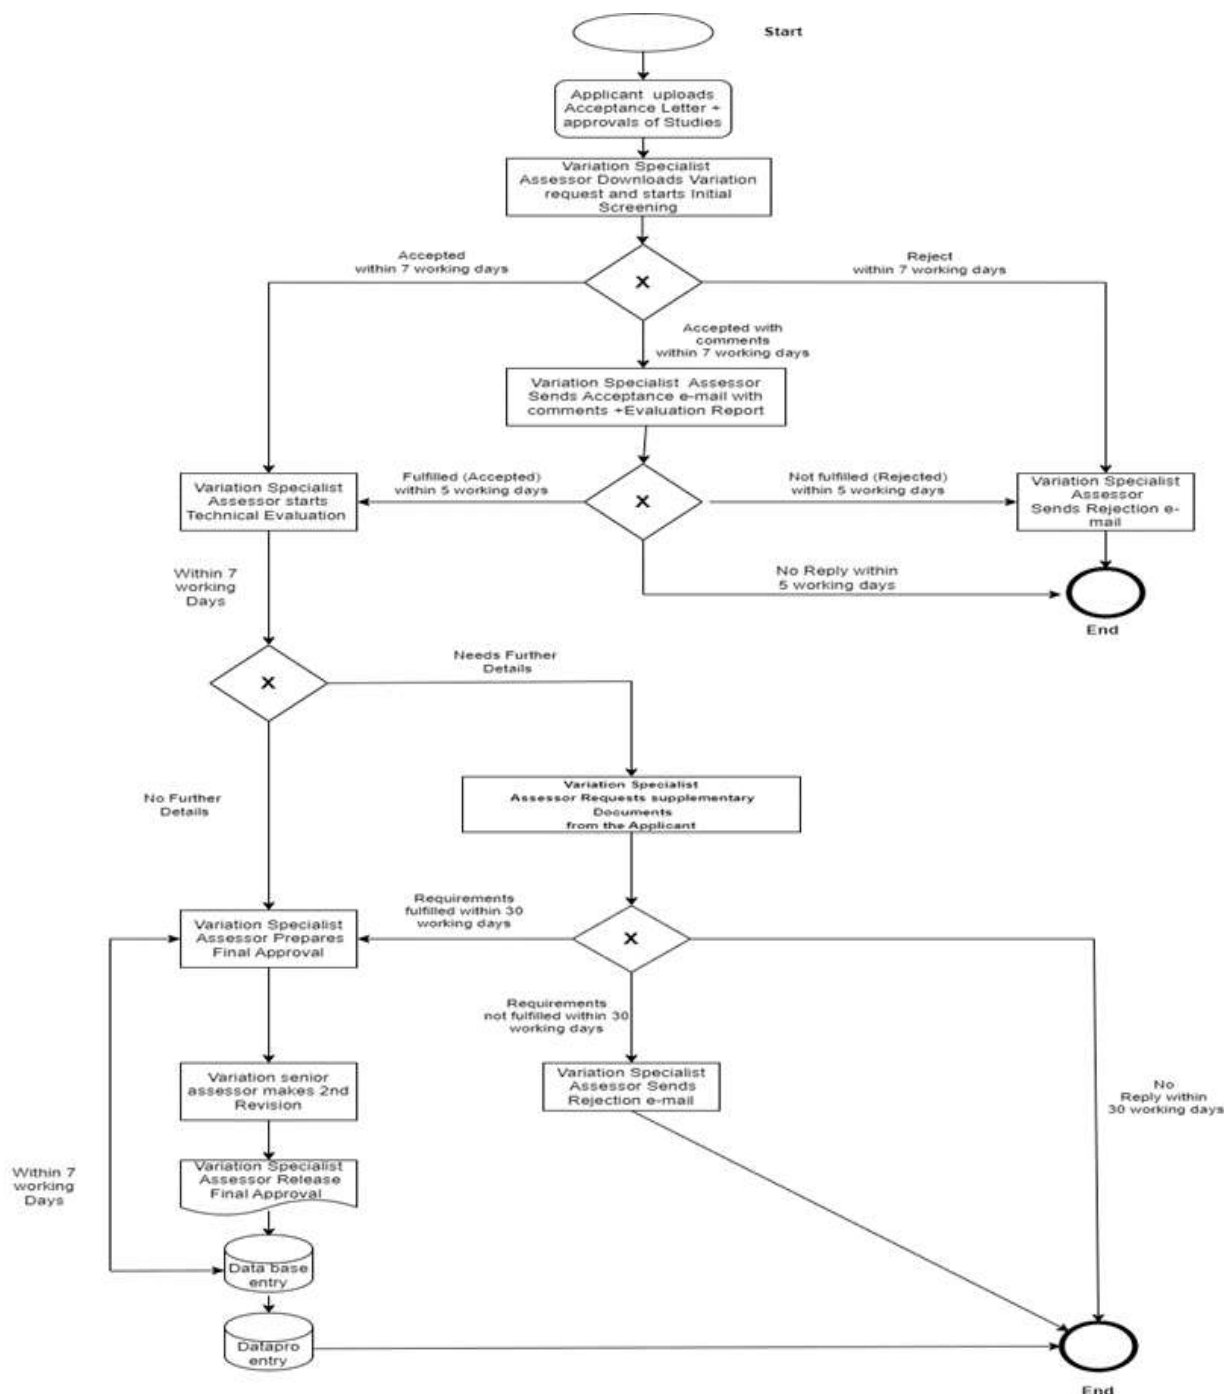 Start
Applicant uploads
Acceptance Letter +
approvals of Studies
Variation Specialist
Assessor Downloads Variation
request and starts Initial
Screening
Accepted
within 7 working days
X
Reject
within 7 working days
Accepted with
comments
within 7 working days
Variation Specialist Assessor
Sends Acceptance e-mail with
comments +Evaluation Report
Variation Specialist
Assessor starts
Technical Evaluation
Fulfilled (Accepted)
within 5 working days
X
Not fulfilled (Rejected)
within 5 working days
Variation Specialist
Assessor
Sends Rejection e-
mail
No Reply within
5 working days
End
Within 7
working
Days
X
Needs Further
Details
No Further
Details
Variation Specialist
Assessor Requests supplementary
Documents
from the Applicant
Variation Specialist
Assessor Prepares
Final Approval
Requirements
fulfilled within 30
working days
X
Requirements
not fulfilled within 30
working days
Variation senior
assessor makes 2nd
Revision
Variation Specialist
Assessor Sends
Rejection e-mail
No
Reply within
30 working days
Within 7
working
Days
Variation Specialist
Assessor Release
Final Approval
Data base
entry
Datapro
entry
End